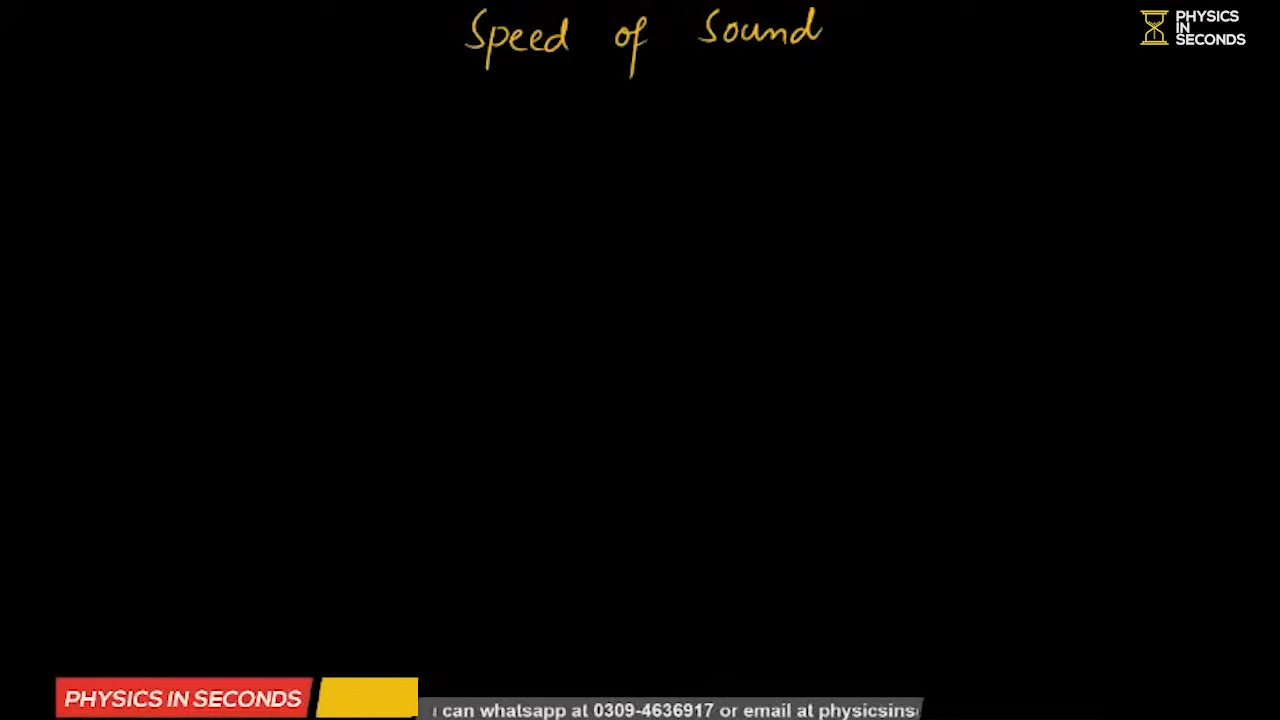 Speed of Sound
PHYSICS
IN
SECONDS
PHYSICS IN SECONDS
can whatsapp at 0309-4636917 or email at physicsins